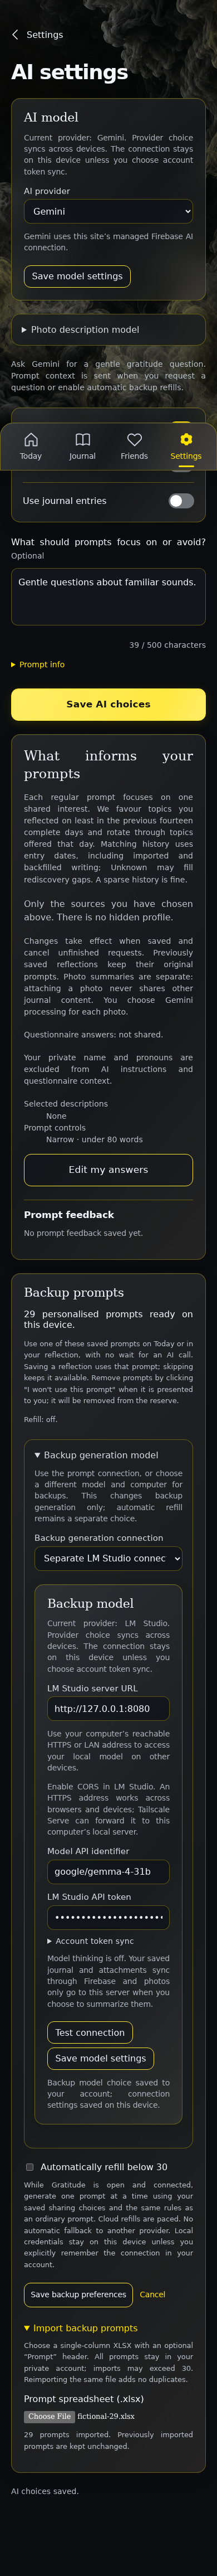 Settings
AI settings
AI model
Current provider: Gemini. Provider choice
syncs across devices. The connection stays
on this device unless you choose account
token sync.
AI provider
Gemini
Gemini uses this site's managed Firebase AI
connection.
Save model settings
Photo description model
Ask Gemini for a gentle gratitude question.
Prompt context is sent when you request a
question or enable automatic backup refills.
Today
Journal
Friends
Settings
Use journal entries
What should prompts focus on or avoid?
Optional
Gentle questions about familiar sounds.
39 / 500 characters
Prompt info
Save AI choices
What informs your
prompts
Each regular prompt focuses on one
shared interest. We favour topics you
reflected on least in the previous fourteen
complete days and rotate through topics
offered that day. Matching history uses
entry dates, including imported and
backfilled writing; Unknown may fill
rediscovery gaps. A sparse history is fine.
Only the sources you have chosen
above. There is no hidden profile.
Changes take effect when saved and
cancel unfinished requests. Previously
saved reflections keep their original
prompts. Photo summaries are separate:
attaching a photo never shares other
journal content. You choose Gemini
processing for each photo.
Questionnaire answers: not shared.
Your private name and pronouns are
excluded from AI instructions and
questionnaire context.
Selected descriptions
None
Prompt controls
Narrow · under 80 words
Edit my answers
Prompt feedback
No prompt feedback saved yet.
Backup prompts
29 personalised prompts ready on
this device.
Use one of these saved prompts on Today or in
your reflection, with no wait for an AI call.
Saving a reflection uses that prompt; skipping
keeps it available. Remove prompts by clicking
"I won't use this prompt" when it is presented
to you; it will be removed from the reserve.
Refill: off.
Backup generation model
Use the prompt connection, or choose
a different model and computer for
backups. This changes backup
generation only; automatic refill
remains a separate choice.
Backup generation connection
Separate LM Studio connec
Backup model
Current provider: LM Studio.
Provider choice syncs across
devices. The connection stays
on this device unless you
choose account token sync.
LM Studio server URL
http://127.0.0.1:8080
Use your computer's reachable
HTTPS or LAN address to access
your local model on other
devices.
Enable CORS in LM Studio. An
HTTPS address works across
browsers and devices; Tailscale
Serve can forward it to this
computer's local server.
Model API identifier
google/gemma-4-31b
LM Studio API token
Account token sync
Model thinking is off. Your saved
journal and attachments sync
through Firebase and photos
only go to this server when you
choose to summarize them.
Test connection
Save model settings
Backup model choice saved to
your account; connection
settings saved on this device.
Automatically refill below 30
While Gratitude is open and connected,
generate one prompt at a time using your
saved sharing choices and the same rules as
an ordinary prompt. Cloud refills are paced. No
automatic fallback to another provider. Local
credentials stay on this device unless you
explicitly remember the connection in your
account.
Save backup preferences
Cancel
Import backup prompts
Choose a single-column XLSX with an optional
"Prompt" header. All prompts stay in your
private account; imports may exceed 30.
Reimporting the same file adds no duplicates.
Prompt spreadsheet (.xlsx)
Choose File fictional-29.xlsx
29 prompts imported. Previously imported
prompts are kept unchanged.
AI choices saved.